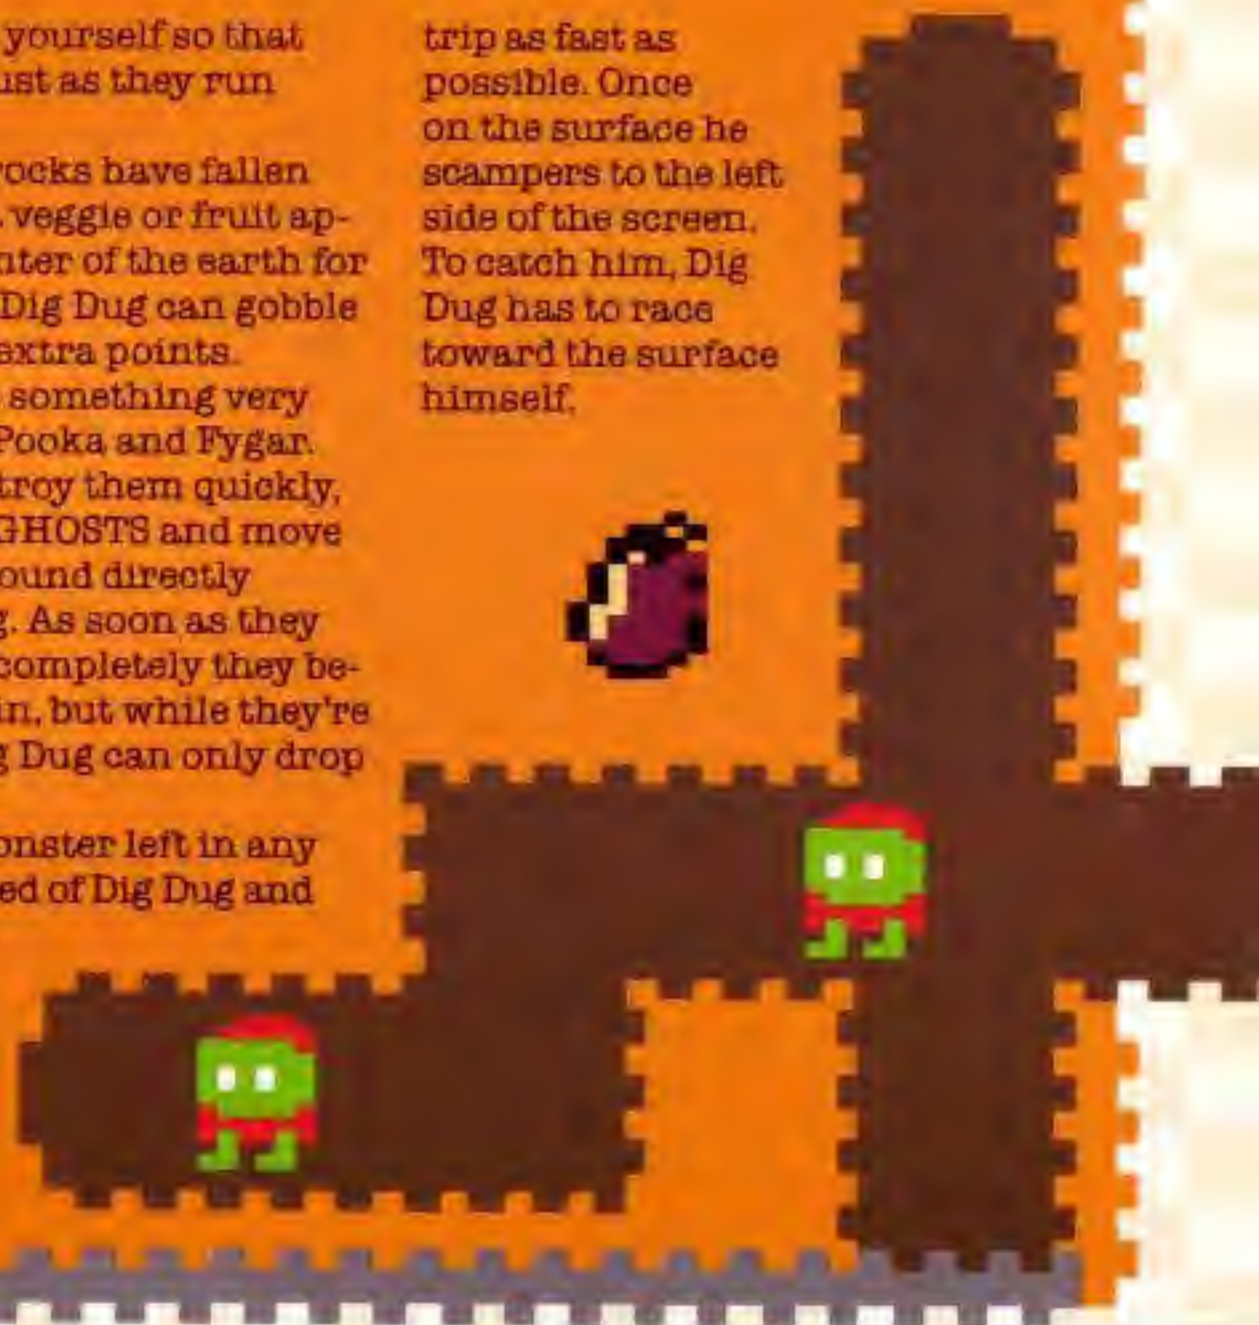 yourself so that
ust as they run
rocks have fallen
veggie or fruit ap-
nter of the earth for
Dig Dug can gobble
extra points.
something very
Pooka and Fygar.
troy them quickly,
GHOSTS and move
ound directly
g. As soon as they
completely they be-
in, but while they're
g Dug can only drop
onster left in any
ed of Dig Dug and
trip as fast as
possible. Once
on the surface he
scampers to the left
side of the screen.
To catch him, Dig
Dug has to race
toward the surface
himself.